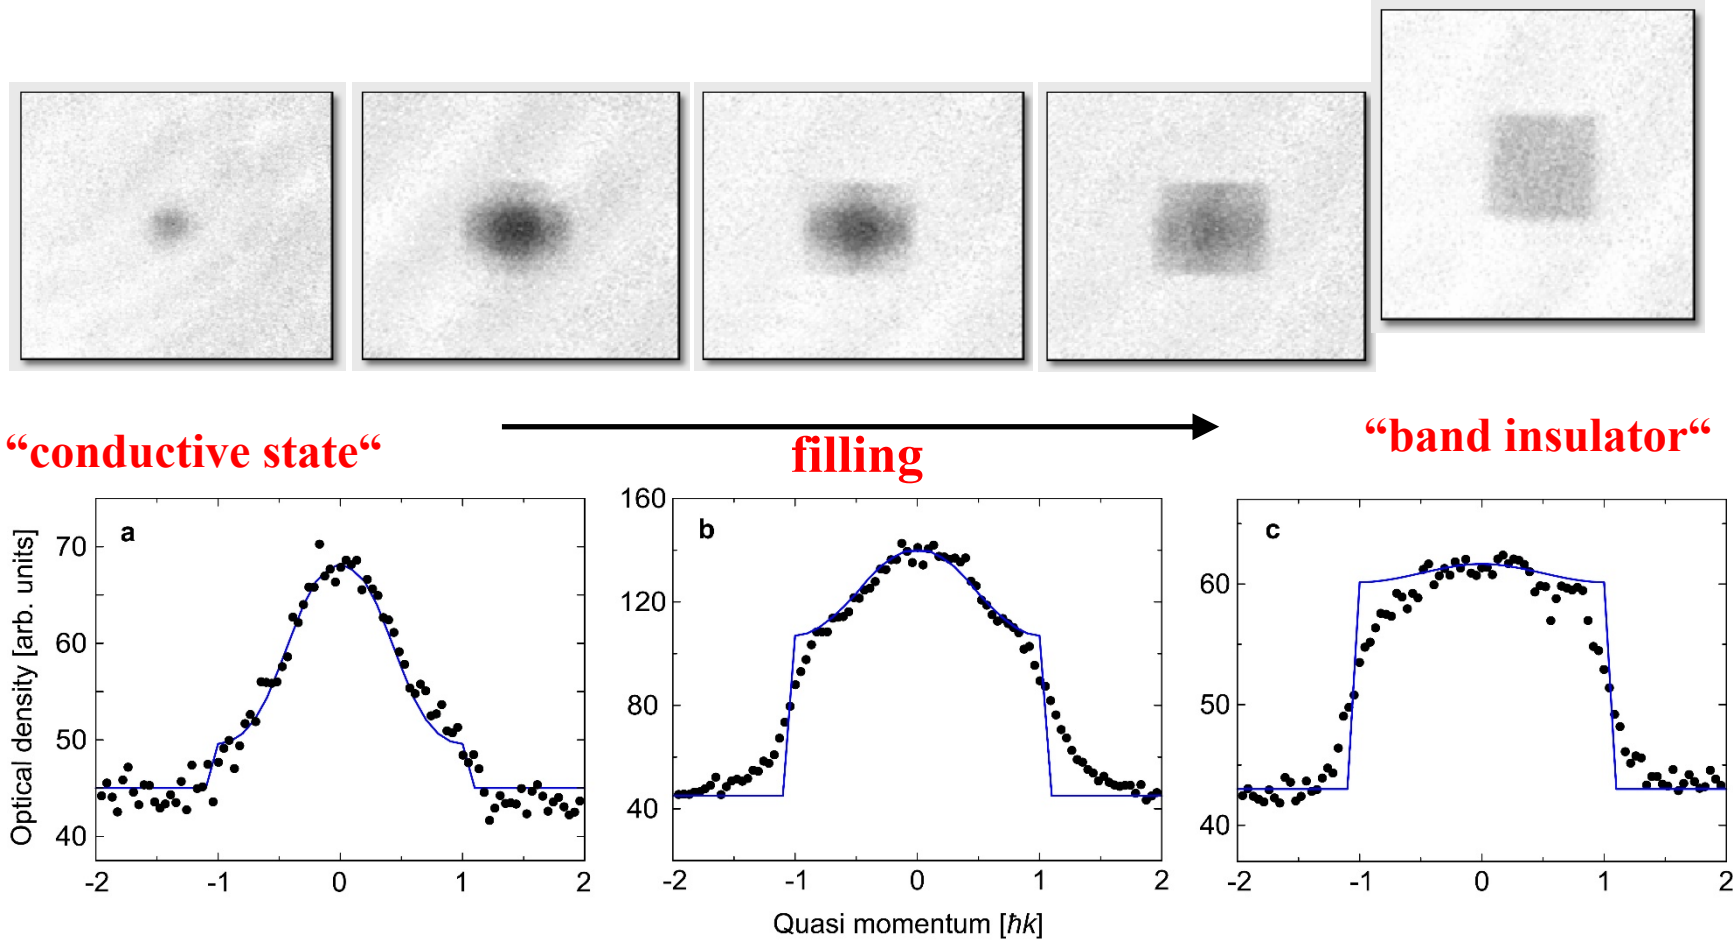 “conductive state“
filling
“band insulator“
a
b
c
Optical density [arb. units]
70
60
50
40
160
120
80
40
60
50
40
-2 -1 0 1 2
-2 -1 0 1 2
-2 -1 0 1 2
Quasi momentum [ħk]